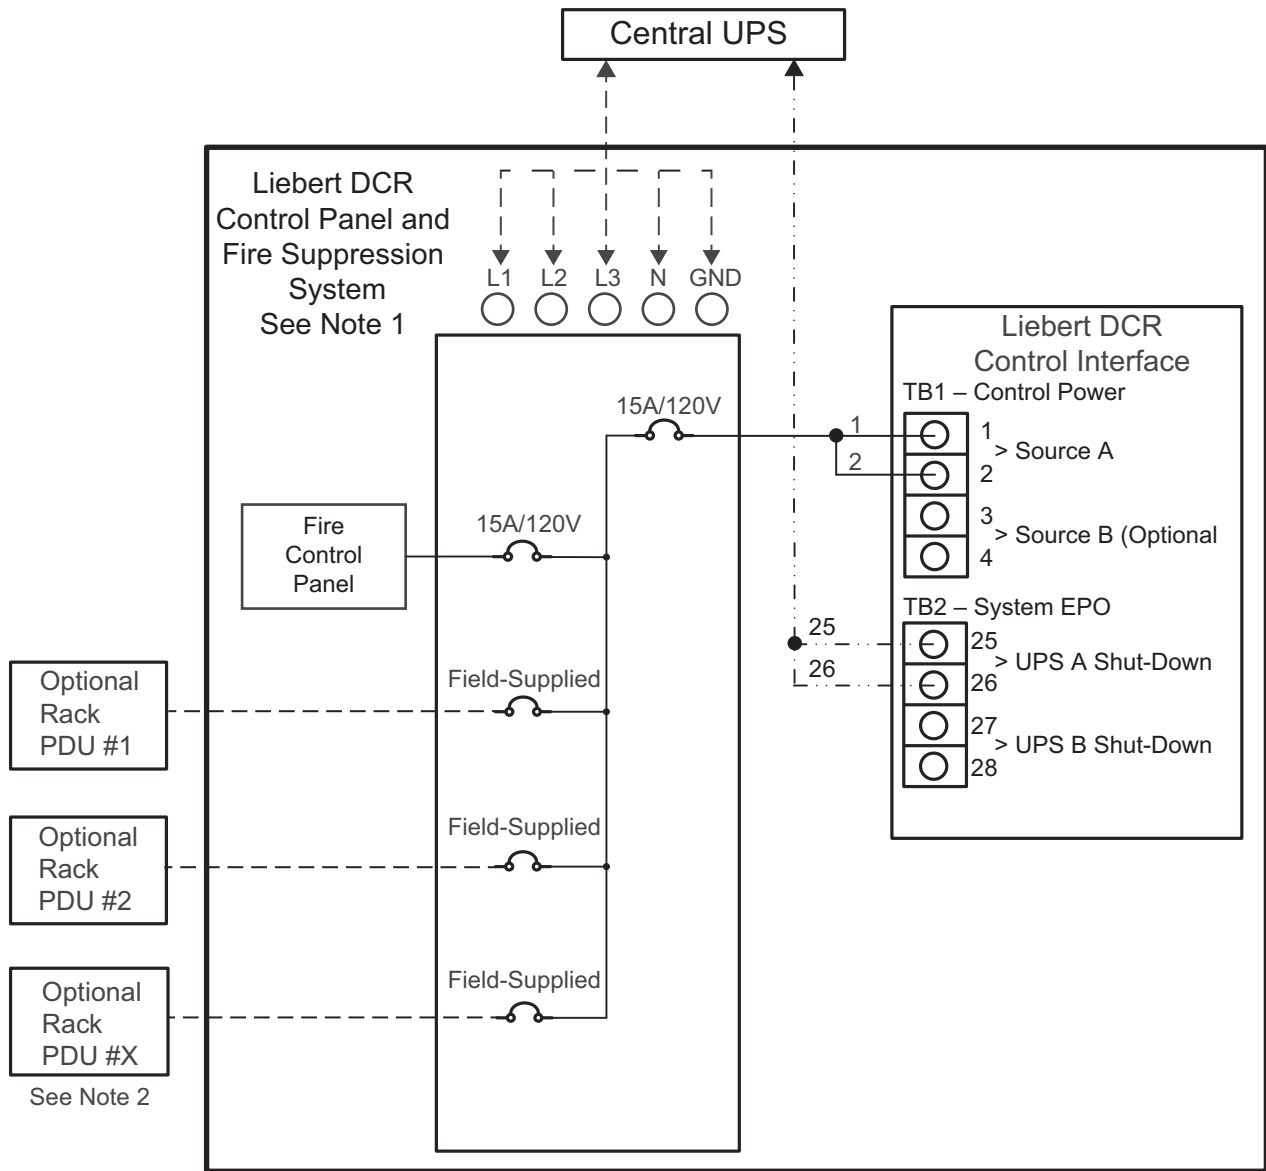 Central UPS
Liebert DCR
Control Panel and
Fire Suppression
System
See Note 1
L1 L2 L3 N GND
Liebert DCR
Control Interface
TB1 – Control Power
15A/120V
1
2
1
> Source A
2
3
> Source B (Optional
4
Fire
Control
Panel
15A/120V
TB2 – System EPO
25
26
25
> UPS A Shut-Down
26
27
> UPS B Shut-Down
28
Optional
Rack
PDU #1
Field-Supplied
Optional
Rack
PDU #2
Field-Supplied
Optional
Rack
PDU #X
Field-Supplied
See Note 2